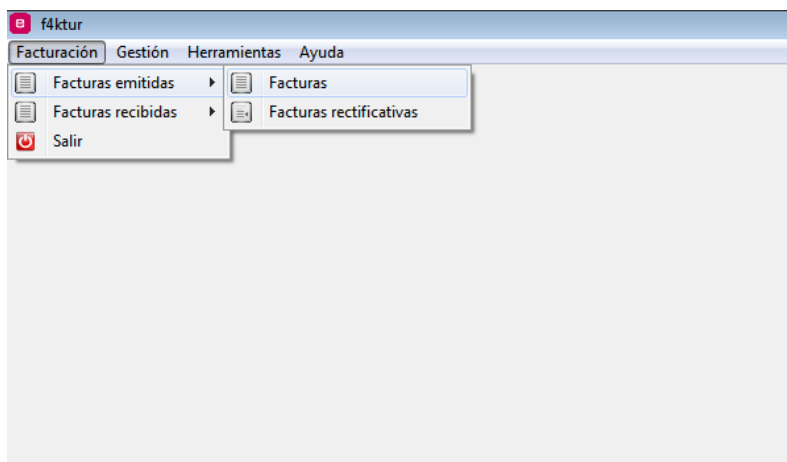 f4ktur
Facturación Gestión Herramientas Ayuda
Facturas emitidas Facturas
Facturas recibidas Facturas rectificativas
Salir